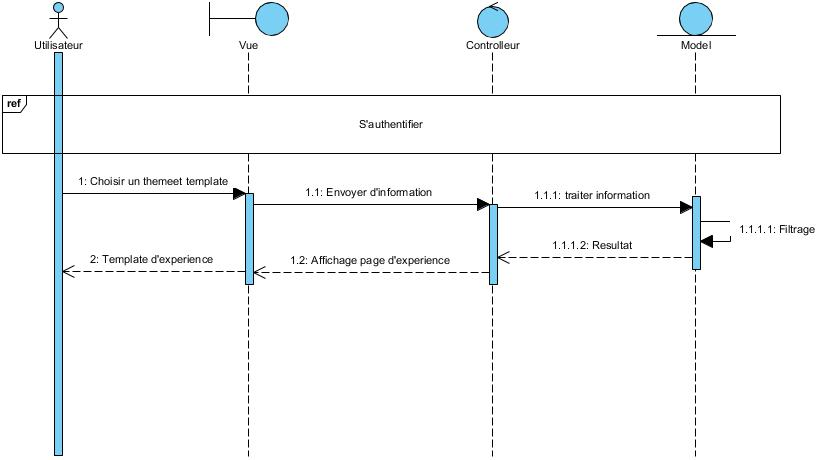 Utilisateur
Vue
Controlleur
Model
ref
S'authentifier
1: Choisir un themeet template
1.1: Envoyer d'information
1.1.1: traiter information
1.1.1.1: Filtrage
1.1.1.2: Resultat
1.2: Affichage page d'experience
2: Template d'experience